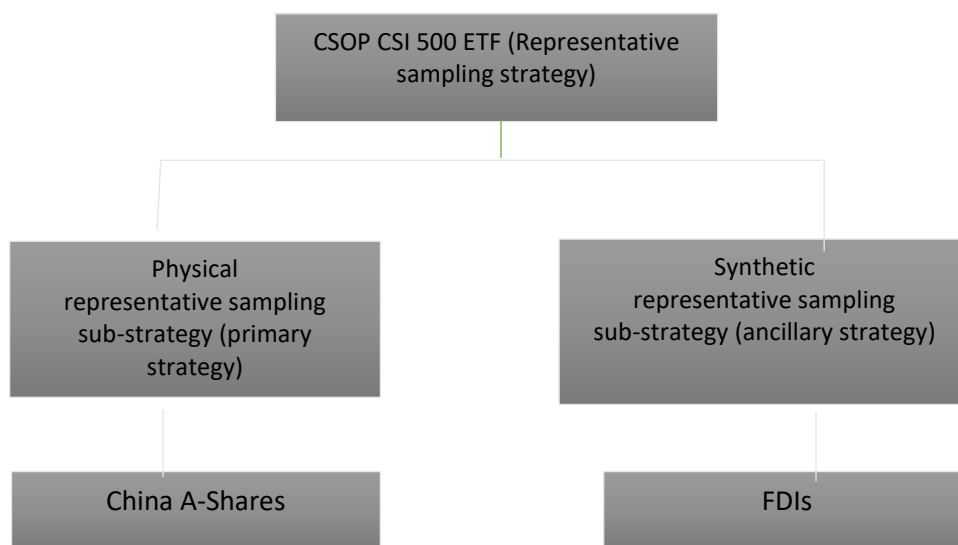 CSOP CSI 500 ETF (Representative
sampling strategy)
Physical
representative sampling
sub-strategy (primary
strategy)
Synthetic
representative sampling
sub-strategy (ancillary strategy)
China A-Shares
FDIs